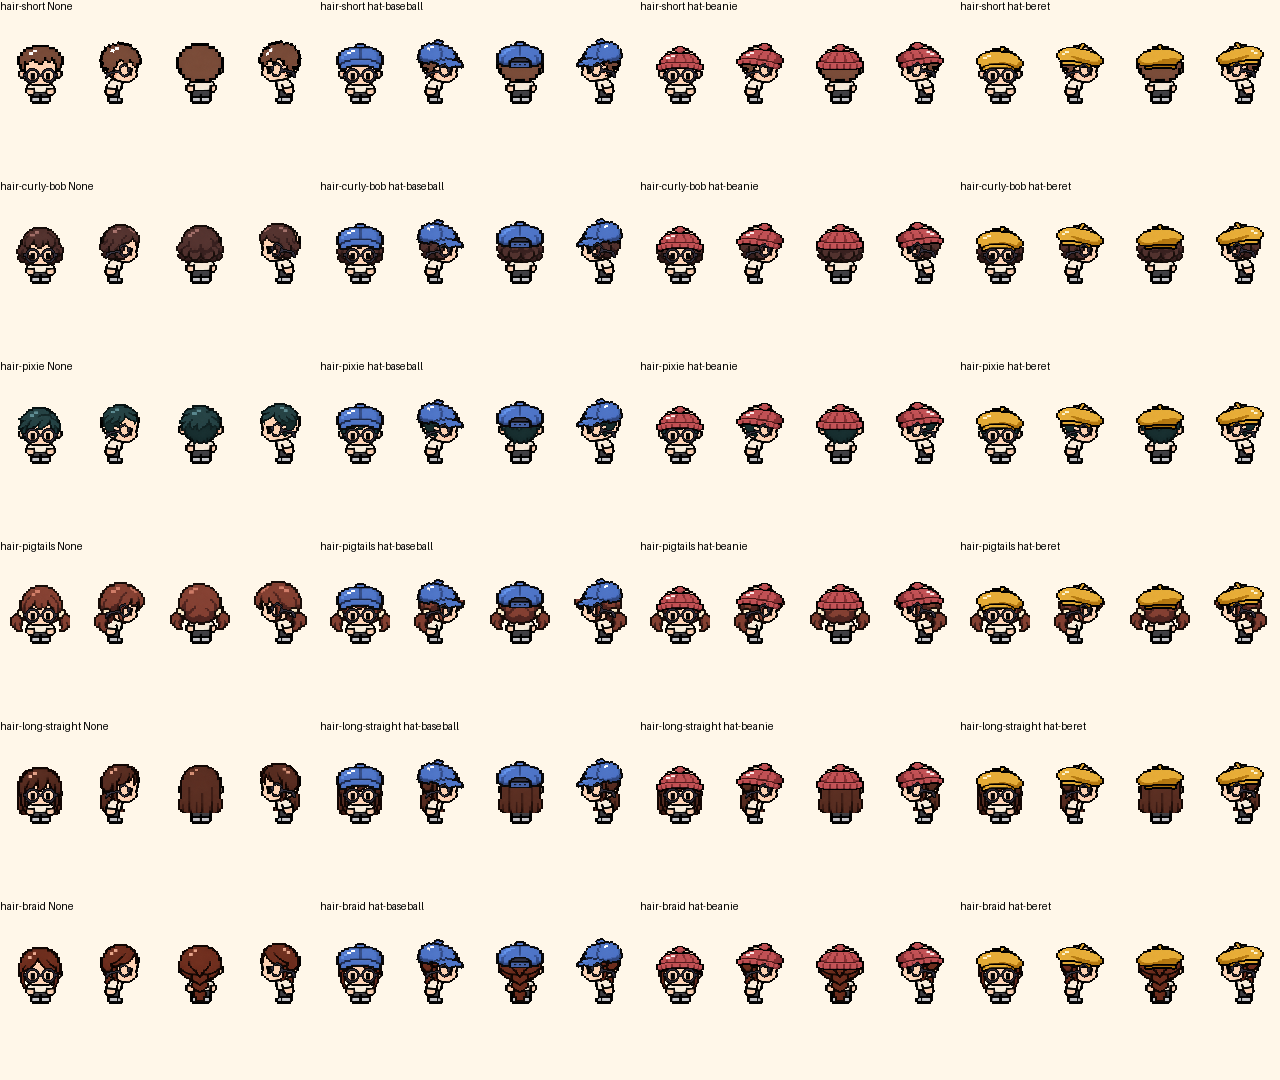 hair-short None
hair-short hat-baseball
hair-short hat-beanie
hair-short hat-beret
hair-curly-bob None
hair-curly-bob hat-baseball
hair-curly-bob hat-beanie
hair-curly-bob hat-beret
hair-pixie None
hair-pixie hat-baseball
hair-pixie hat-beanie
hair-pixie hat-beret
hair-pigtails None
hair-pigtails hat-baseball
hair-pigtails hat-beanie
hair-pigtails hat-beret
hair-long-straight None
hair-long-straight hat-baseball
hair-long-straight hat-beanie
hair-long-straight hat-beret
hair-braid None
hair-braid hat-baseball
hair-braid hat-beanie
hair-braid hat-beret